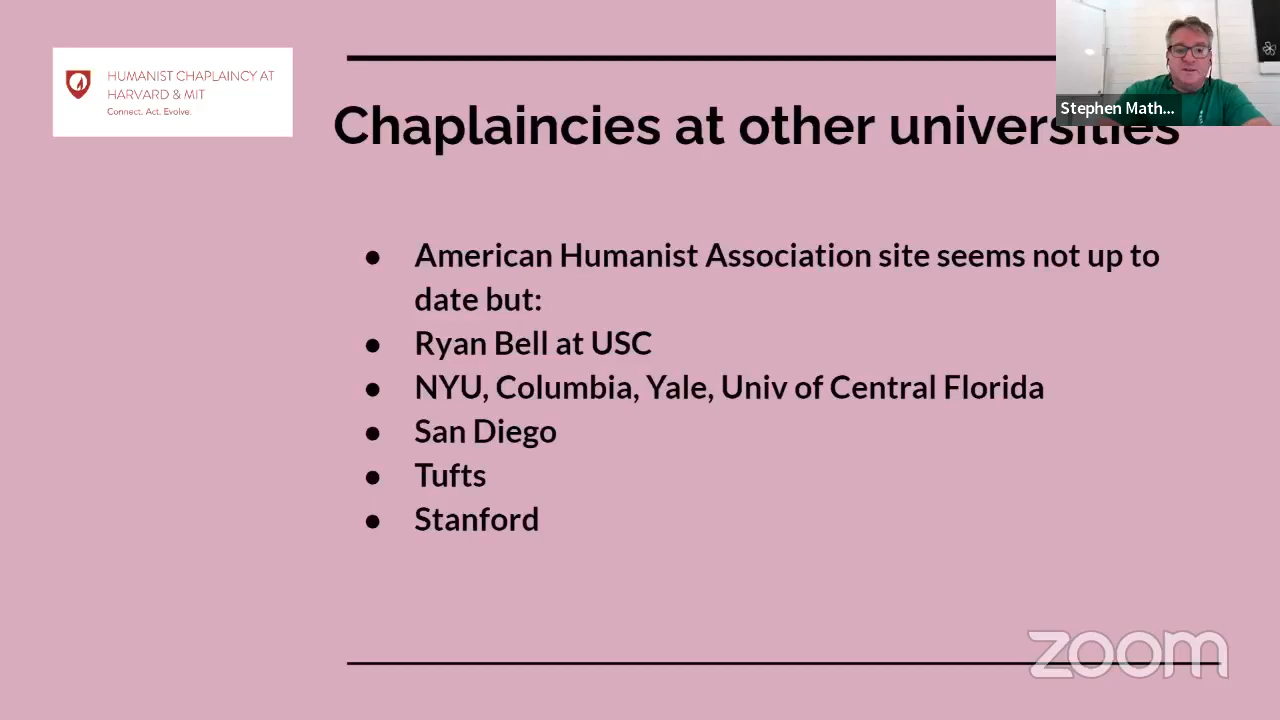 HUMANIST CHAPLAINCY AT
HARVARD & MIT
Connect. Act. Evolve.
Stephen Math...
Chaplaincies at other universities
● American Humanist Association site seems not up to
date but:
● Ryan Bell at USC
● NYU, Columbia, Yale, Univ of Central Florida
● San Diego
● Tufts
● Stanford
zoom